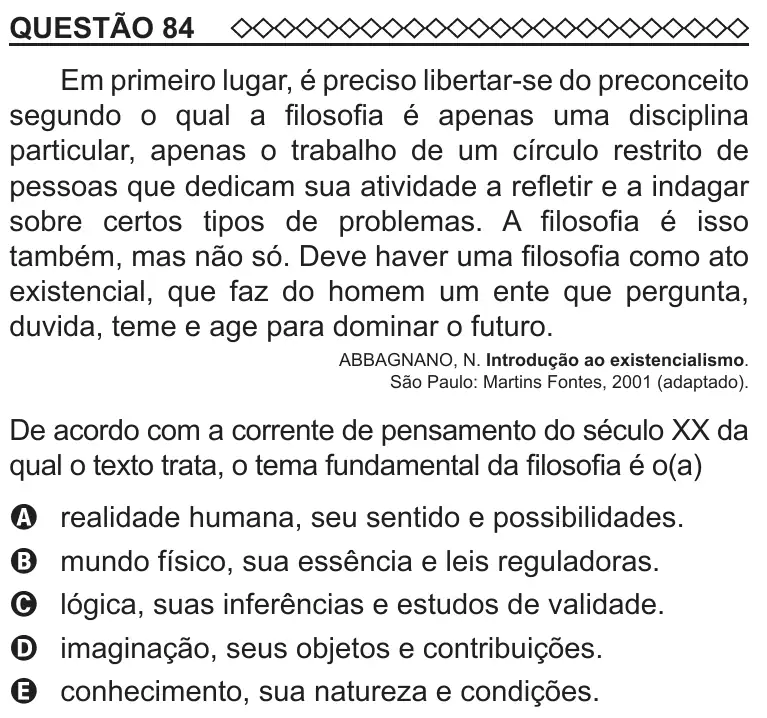 QUESTÃO 84
Em primeiro lugar, é preciso libertar-se do preconceito
segundo o qual a filosofia é apenas uma disciplina
particular, apenas o trabalho de um círculo restrito de
pessoas que dedicam sua atividade a refletir e a indagar
sobre certos tipos de problemas. A filosofia é isso
também, mas não só. Deve haver uma filosofia como ato
existencial, que faz do homem um ente que pergunta,
duvida, teme e age para dominar o futuro.
ABBAGNANO, N. Introdução ao existencialismo.
São Paulo: Martins Fontes, 2001 (adaptado).
De acordo com a corrente de pensamento do século XX da
qual o texto trata, o tema fundamental da filosofia é o(a)
A realidade humana, seu sentido e possibilidades.
B mundo físico, sua essência e leis reguladoras.
C lógica, suas inferências e estudos de validade.
D imaginação, seus objetos e contribuições.
E conhecimento, sua natureza e condições.